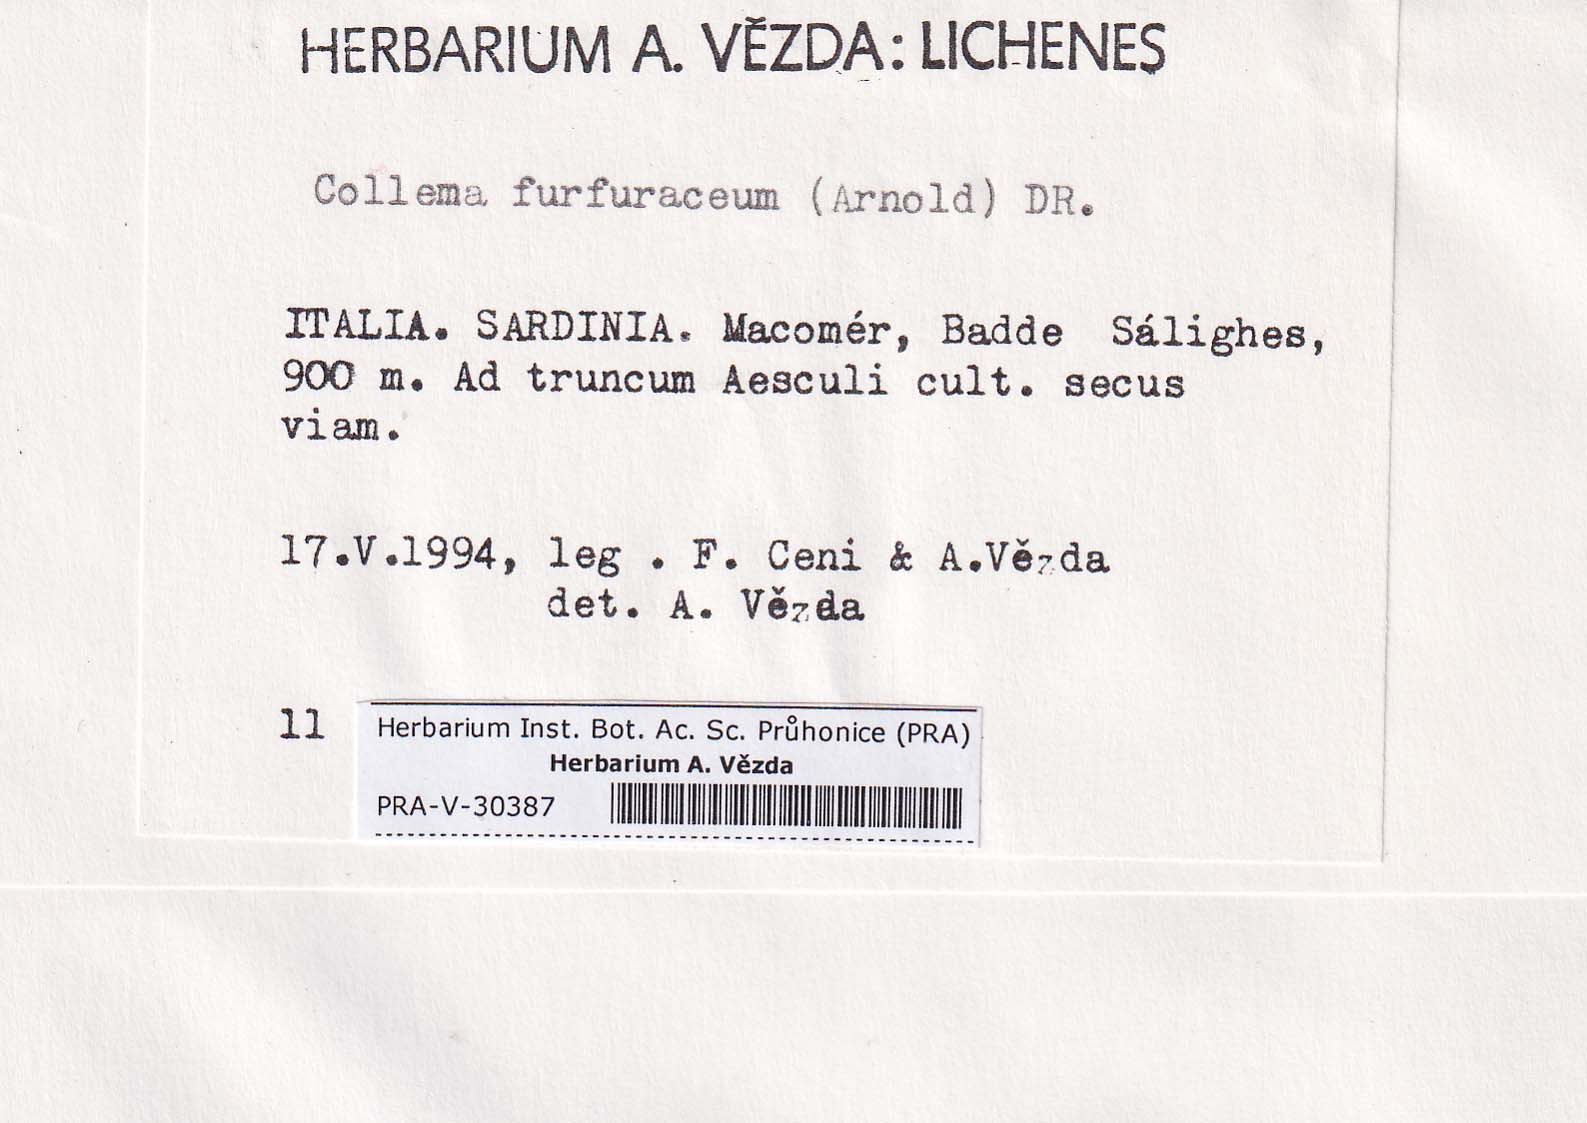 HERBARIUM A. VĚZDA: LICHENES
Collema furfuraceum (Arnold) DR.
ITALIA. SARDINIA. Macomér, Badde Sálighes,
900 m. Ad truncum Aesculi cult. secus
viam.
17.V.1994, leg . F. Ceni & A.Vězda
det. A. Vězda
11
Herbarium Inst. Bot. Ac. Sc. Průhonice (PRA)
Herbarium A. Vězda
PRA-V-30387